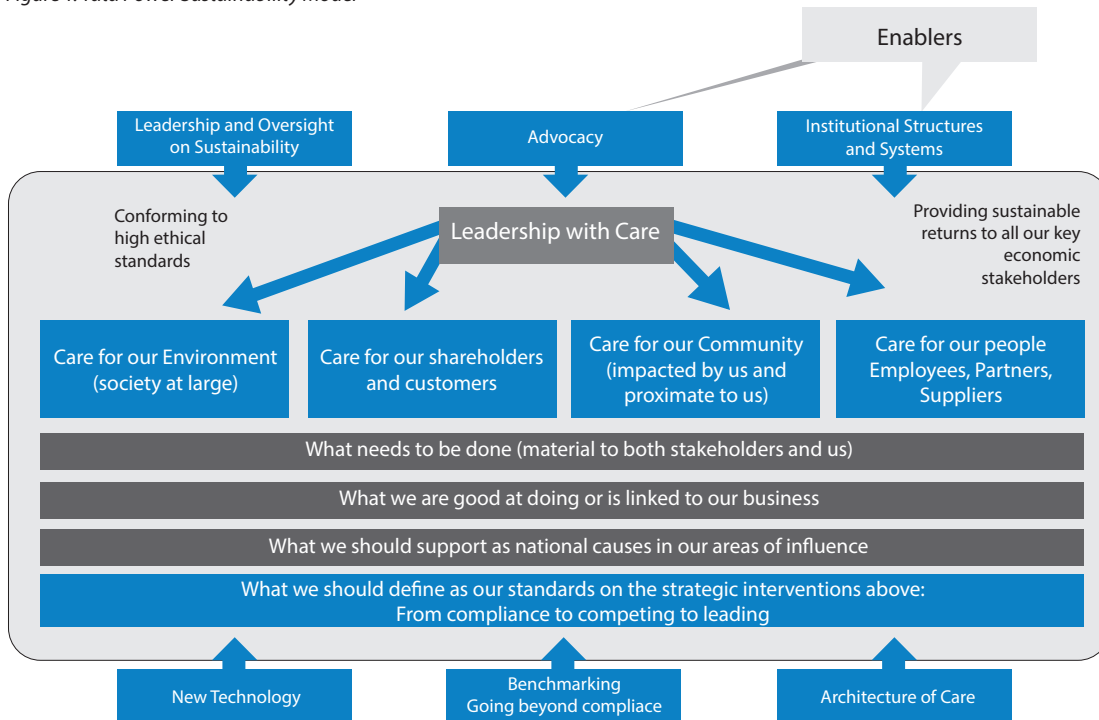 Enablers
Leadership and Oversight
on Sustainability
Advocacy
Institutional Structures
and Systems
Conforming to
high ethical
standards
Leadership with Care
Providing sustainable
returns to all our key
economic
stakeholders
Care for our Environment
(society at large)
Care for our shareholders
and customers
Care for our Community
(impacted by us and
proximate to us)
Care for our people
Employees, Partners,
Suppliers
What needs to be done (material to both stakeholders and us)
What we are good at doing or is linked to our business
What we should support as national causes in our areas of influence
What we should define as our standards on the strategic interventions above:
From compliance to competing to leading
New Technology
Benchmarking
Going beyond compliace
Architecture of Care